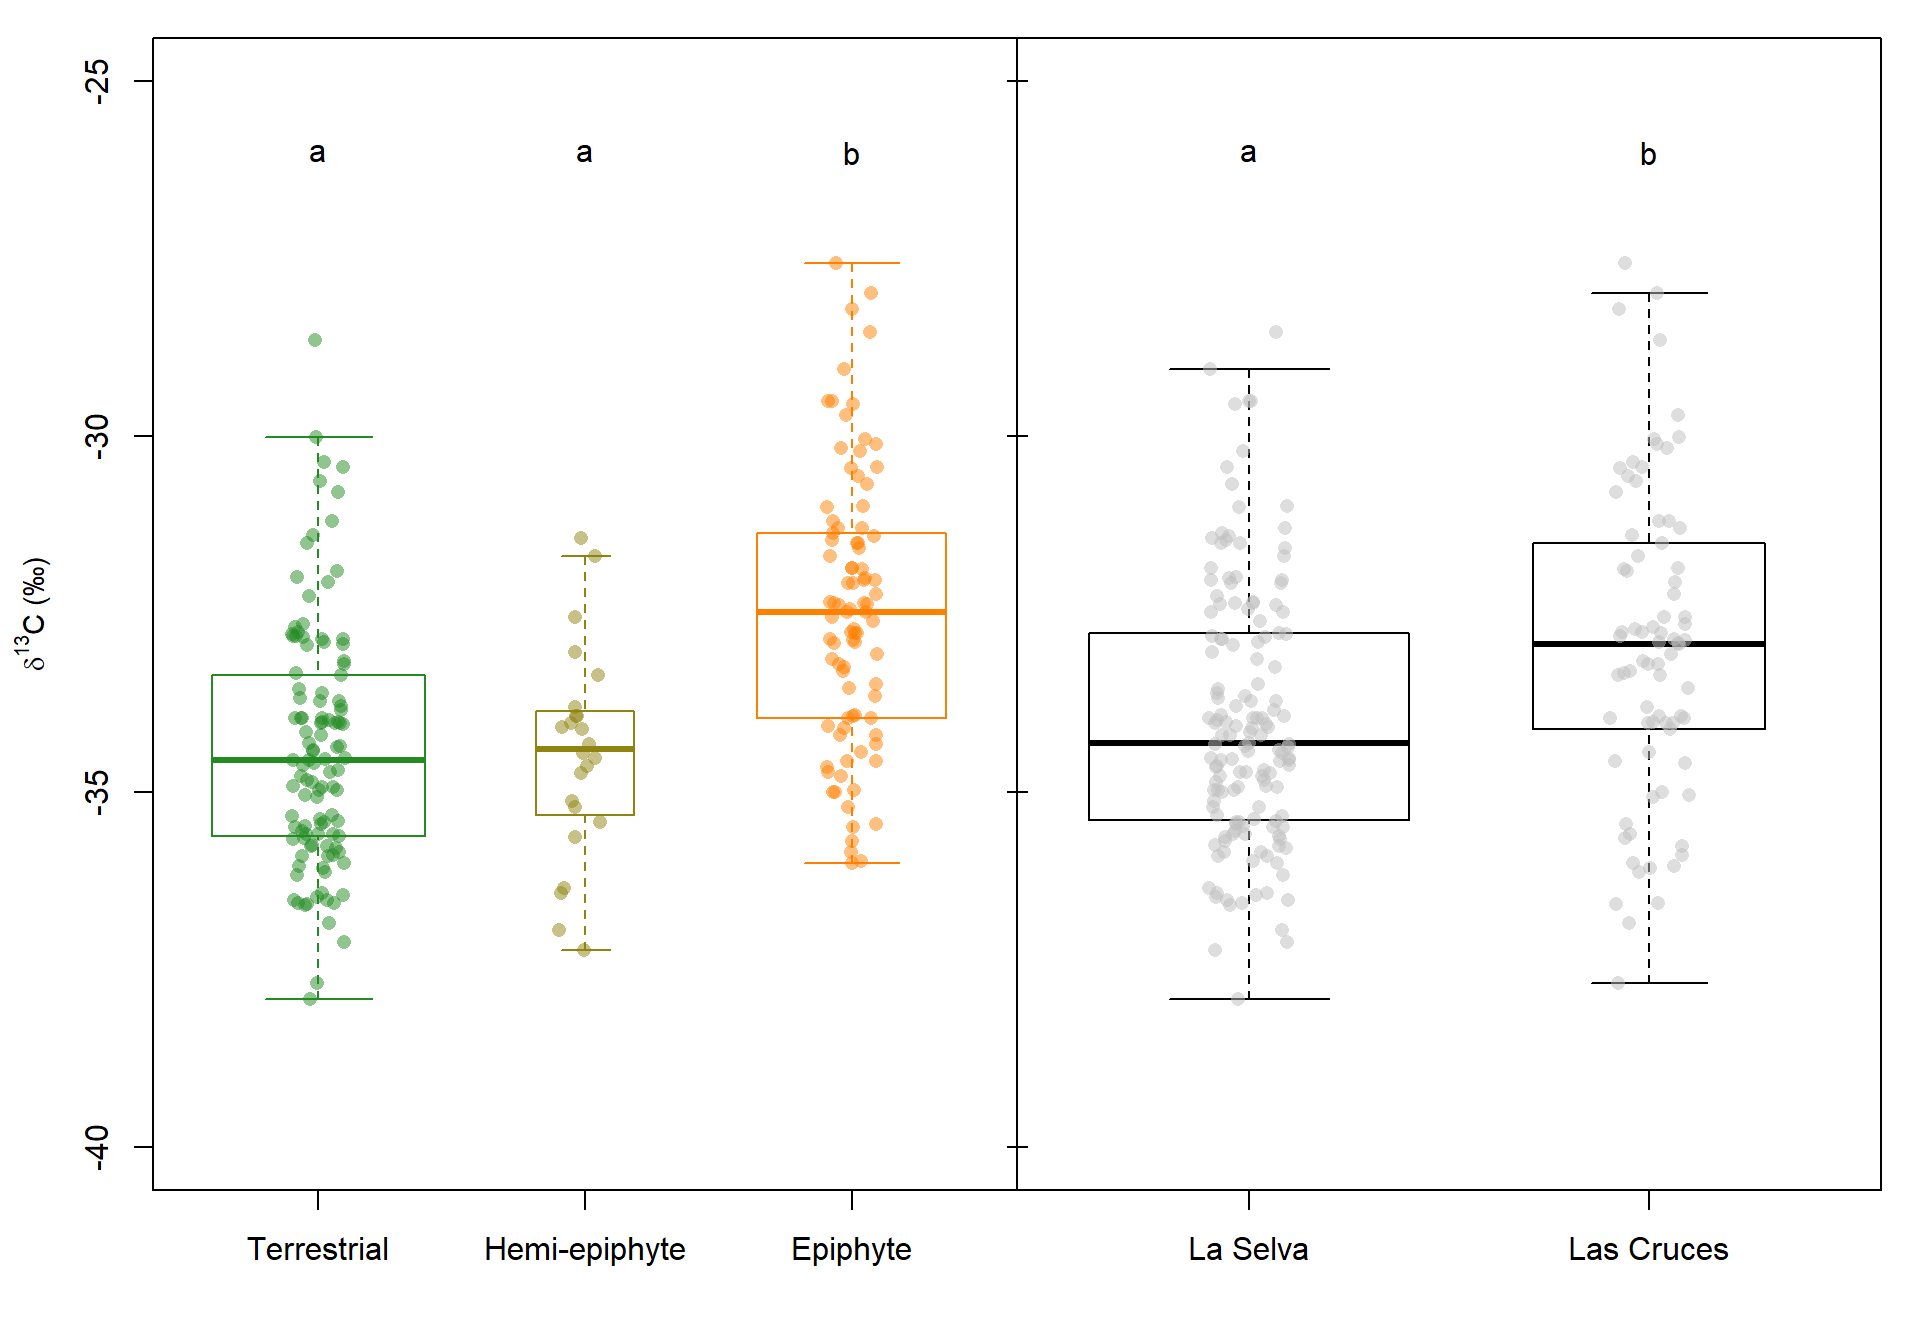 -25
-30
-35
-40
δ13C (‰)
a a b a b
Terrestrial Hemi-epiphyte Epiphyte La Selva Las Cruces